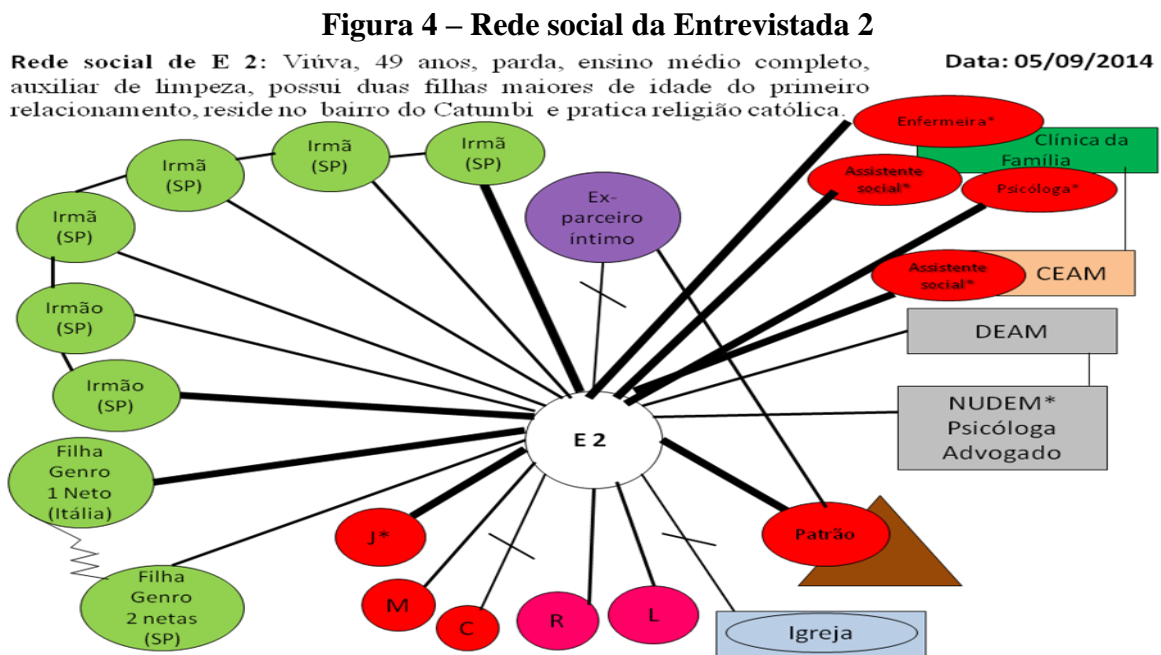 Figura 4 – Rede social da Entrevistada 2
Rede social de E 2: Viúva, 49 anos, parda, ensino médio completo,
auxiliar de limpeza, possui duas filhas maiores de idade do primeiro
relacionamento, reside no bairro do Catumbi e pratica religião católica.
Data: 05/09/2014
Irmã
(SP)
Irmã
(SP)
Irmã
(SP)
Irmã
(SP)
Irmão
(SP)
Irmão
(SP)
Filha
Genro
1 Neto
(Itália)
Filha
Genro
2 netas
(SP)
Ex-
parceiro
íntimo
Enfermeira*
Clínica da
Família
Assistente
social*
Psicóloga*
Assistente
social*
CEAM
DEAM
NUDEM*
Psicóloga
Advogado
E 2
Patrão
J*
M
C
R
L
Igreja